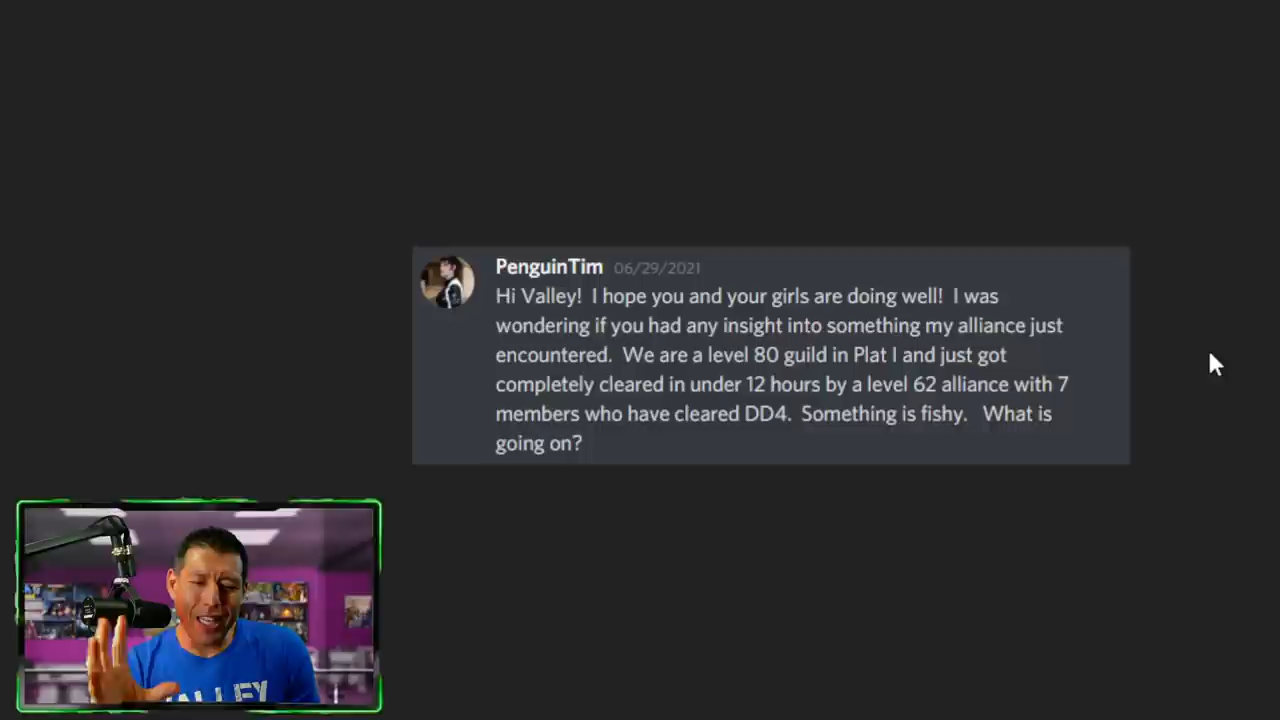 PenguinTim 06/29/2021
Hi Valley!  I hope you and your girls are doing well!  I was
wondering if you had any insight into something my alliance just
encountered.  We are a level 80 guild in Plat I and just got
completely cleared in under 12 hours by a level 62 alliance with 7
members who have cleared DD4.  Something is fishy.   What is
going on?
VALLEY